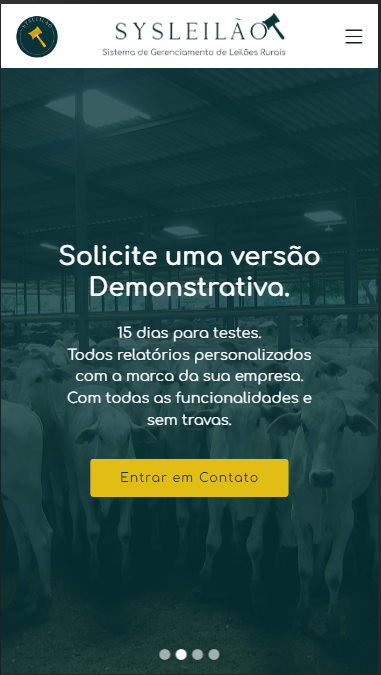 SYSLEILÃO
SYSLEILÃO
Sistema de Gerenciamento de Leilões Rurais
Solicite uma versão
Demonstrativa.
15 dias para testes.
Todos relatórios personalizados
com a marca da sua empresa.
Com todas as funcionalidades e
sem travas.
Entrar em Contato